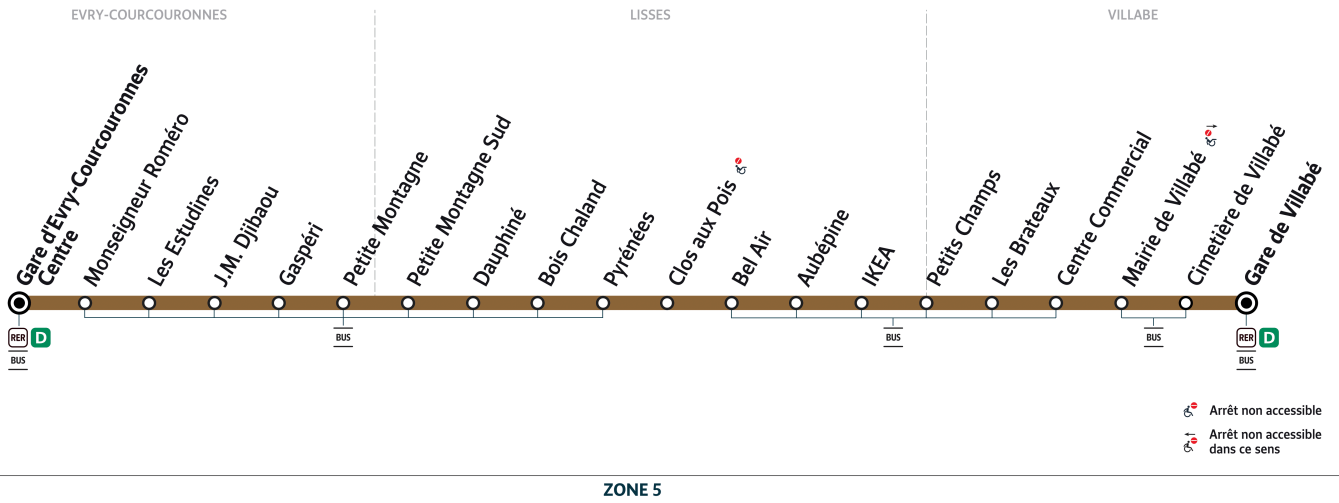 EVRY-COURCOURONNES
LISSES
VILLABE
Gare d'Evry-Courcouronnes
Centre
Monseigneur Roméro
Les Estudines
J.M. Djibaou
Gaspéri
Petite Montagne
Petite Montagne Sud
Dauphiné
Bois Chaland
Pyrénées
Clos aux Pois
Bel Air
Aubépine
IKEA
Petits Champs
Les Brateaux
Centre Commercial
Mairie de Villabé
Cimetière de Villabé
Gare de Villabé
RER D
BUS
BUS
BUS
BUS
RER D
BUS
Arrêt non accessible
Arrêt non accessible
dans ce sens
ZONE 5